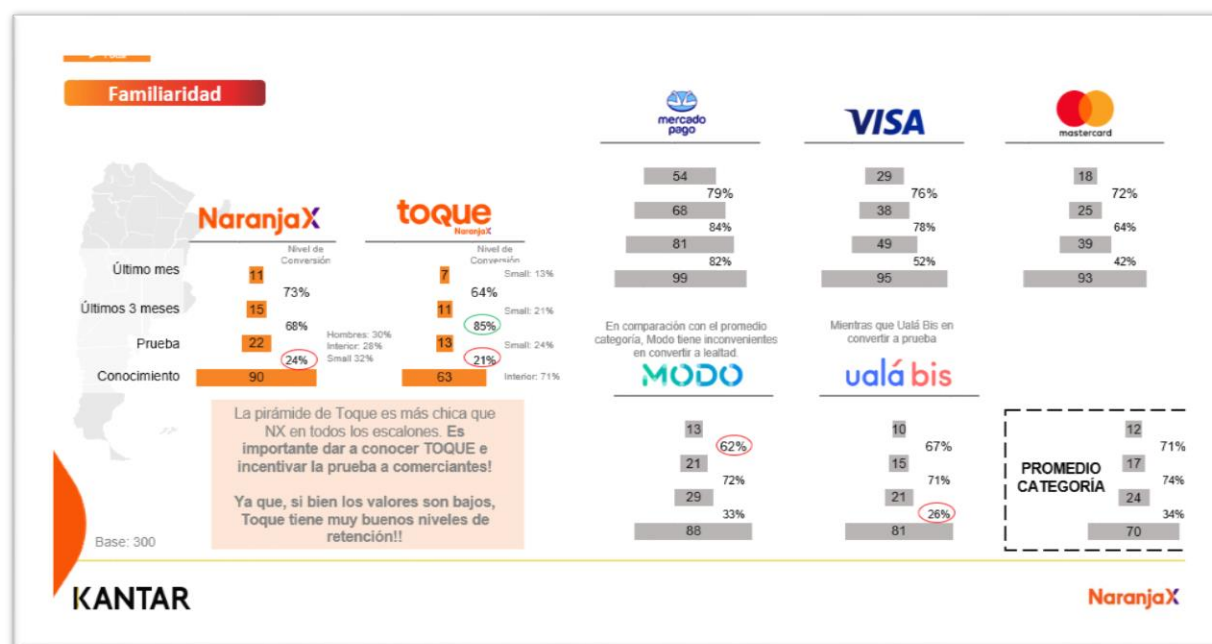 Familiaridad
mercado
pago
VISA
mastercard
54
79%
68
84%
81
82%
99
29
76%
38
78%
49
52%
95
18
72%
25
64%
39
42%
93
NaranjaX
toque
NaranjaX
Nivel de
Conversión
Nivel de
Conversión
Último mes
11
7
Small: 13%
73%
64%
Últimos 3 meses
15
11
Small: 21%
68%
85%
Hombres: 30%
Interior: 28%
Small 32%
Prueba
22
13
Small: 24%
24%
21%
Conocimiento
90
63
Interior: 71%
En comparación con el promedio
categoría, Modo tiene inconvenientes
en convertir a lealtad.
Mientras que Ualá Bis en
convertir a prueba
MODO
ualá bis
13
62%
21
72%
29
33%
88
10
67%
15
71%
21
26%
81
PROMEDIO
CATEGORÍA
12
71%
17
74%
24
34%
70
La pirámide de Toque es más chica que
NX en todos los escalones. Es
importante dar a conocer TOQUE e
incentivar la prueba a comerciantes!
Ya que, si bien los valores son bajos,
Toque tiene muy buenos niveles de
retención!!
Base: 300
KANTAR
NaranjaX